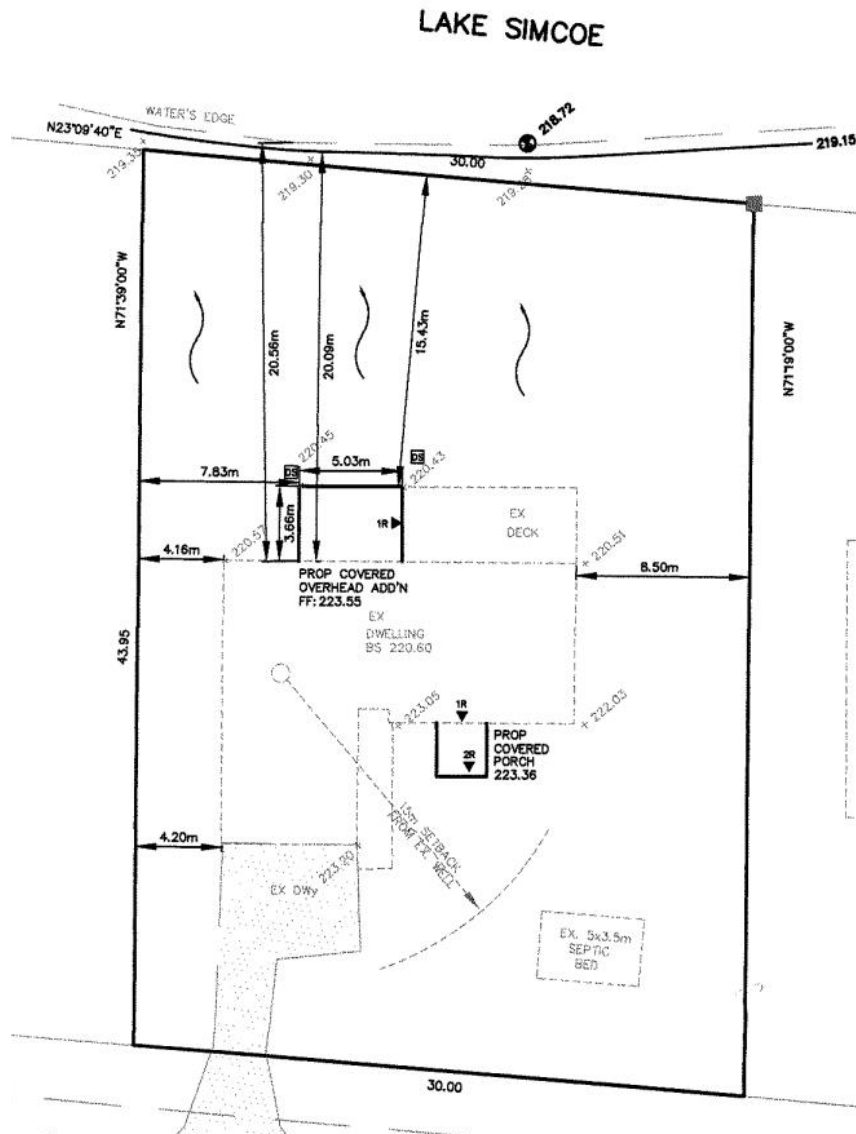 LAKE SIMCOE
WATER'S EDGE
N23°09'40"E
218.72
219.15
30.00
219.35
219.30
219.28
N71°39'00"W
N71°19'00"W
20.56m
20.09m
15.43m
220.45
DS
DS
5.03m
220.43
7.83m
3.66m
1R
EX
DECK
4.16m
220.57
220.51
8.50m
PROP COVERED
OVERHEAD ADD'N
FF: 223.55
EX
DWELLING
BS 220.60
43.95
223.05
1R
222.03
2R
PROP
COVERED
PORCH
223.36
15m SETBACK
FROM EX. WELL
4.20m
223.20
EX DWy
EX. 5x3.5m
SEPTIC
BED
30.00